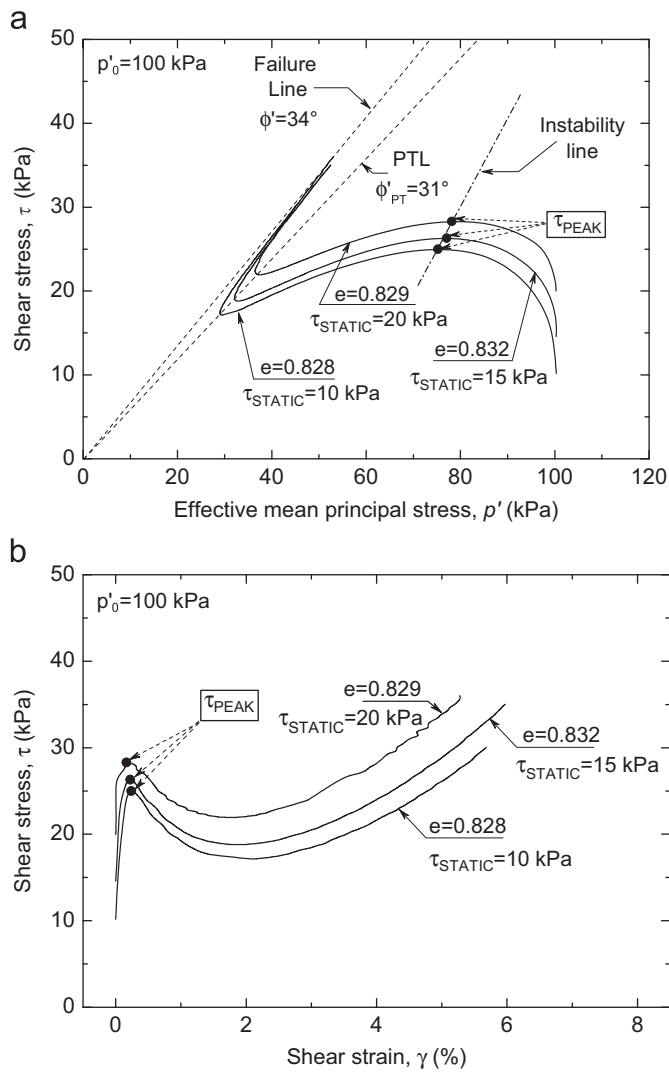 a
50
40
30
20
10
0
Shear stress, τ (kPa)
p'₀=100 kPa
Failure
Line
ϕ'=34°
PTL
ϕ'PT=31°
Instability
line
τPEAK
e=0.829
τSTATIC=20 kPa
e=0.832
τSTATIC=15 kPa
e=0.828
τSTATIC=10 kPa
0
20
40
60
80
100
120
Effective mean principal stress, p' (kPa)
b
50
40
30
20
10
0
Shear stress, τ (kPa)
p'₀=100 kPa
τPEAK
e=0.829
τSTATIC=20 kPa
e=0.832
τSTATIC=15 kPa
e=0.828
τSTATIC=10 kPa
0
2
4
6
8
Shear strain, γ (%)